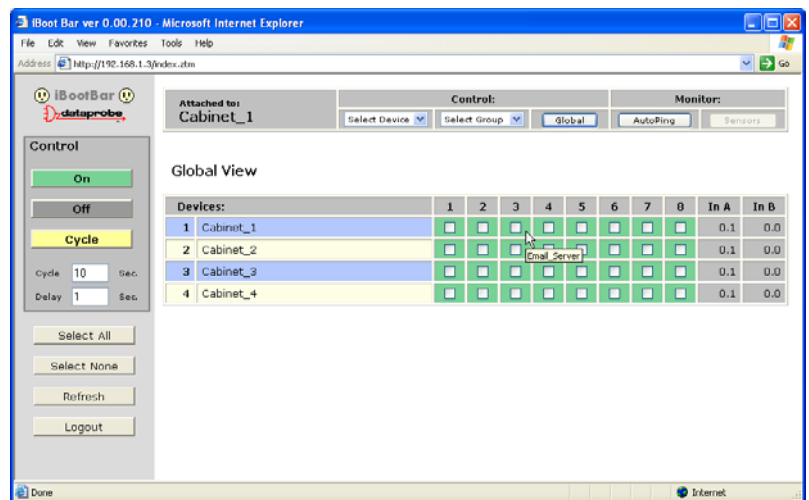 iBoot Bar ver 0.00.210 - Microsoft Internet Explorer
File Edit View Favorites Tools Help
Address http://192.168.1.3/index.ztm Go
iBootBar
dataprobe
Attached to:
Cabinet_1
Control: Monitor:
Select Device Select Group Global AutoPing Sensors
Control
On
Off
Cycle
Cycle 10 Sec.
Delay 1 Sec.
Select All
Select None
Refresh
Logout
Global View
Devices: 1 2 3 4 5 6 7 8 In A In B
1 Cabinet_1 0.1 0.0
2 Cabinet_2 0.1 0.0
Email_Server
3 Cabinet_3 0.1 0.0
4 Cabinet_4 0.1 0.0
Done Internet